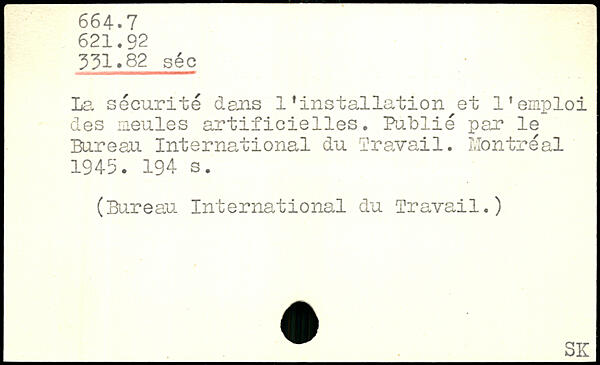 664.7
621.92
331.82 séc
La sécurité dans l'installation et l'emploi
des meules artificielles. Publié par le
Bureau International du Travail. Montréal
1945. 194 s.
(Bureau International du Travail.)
SK